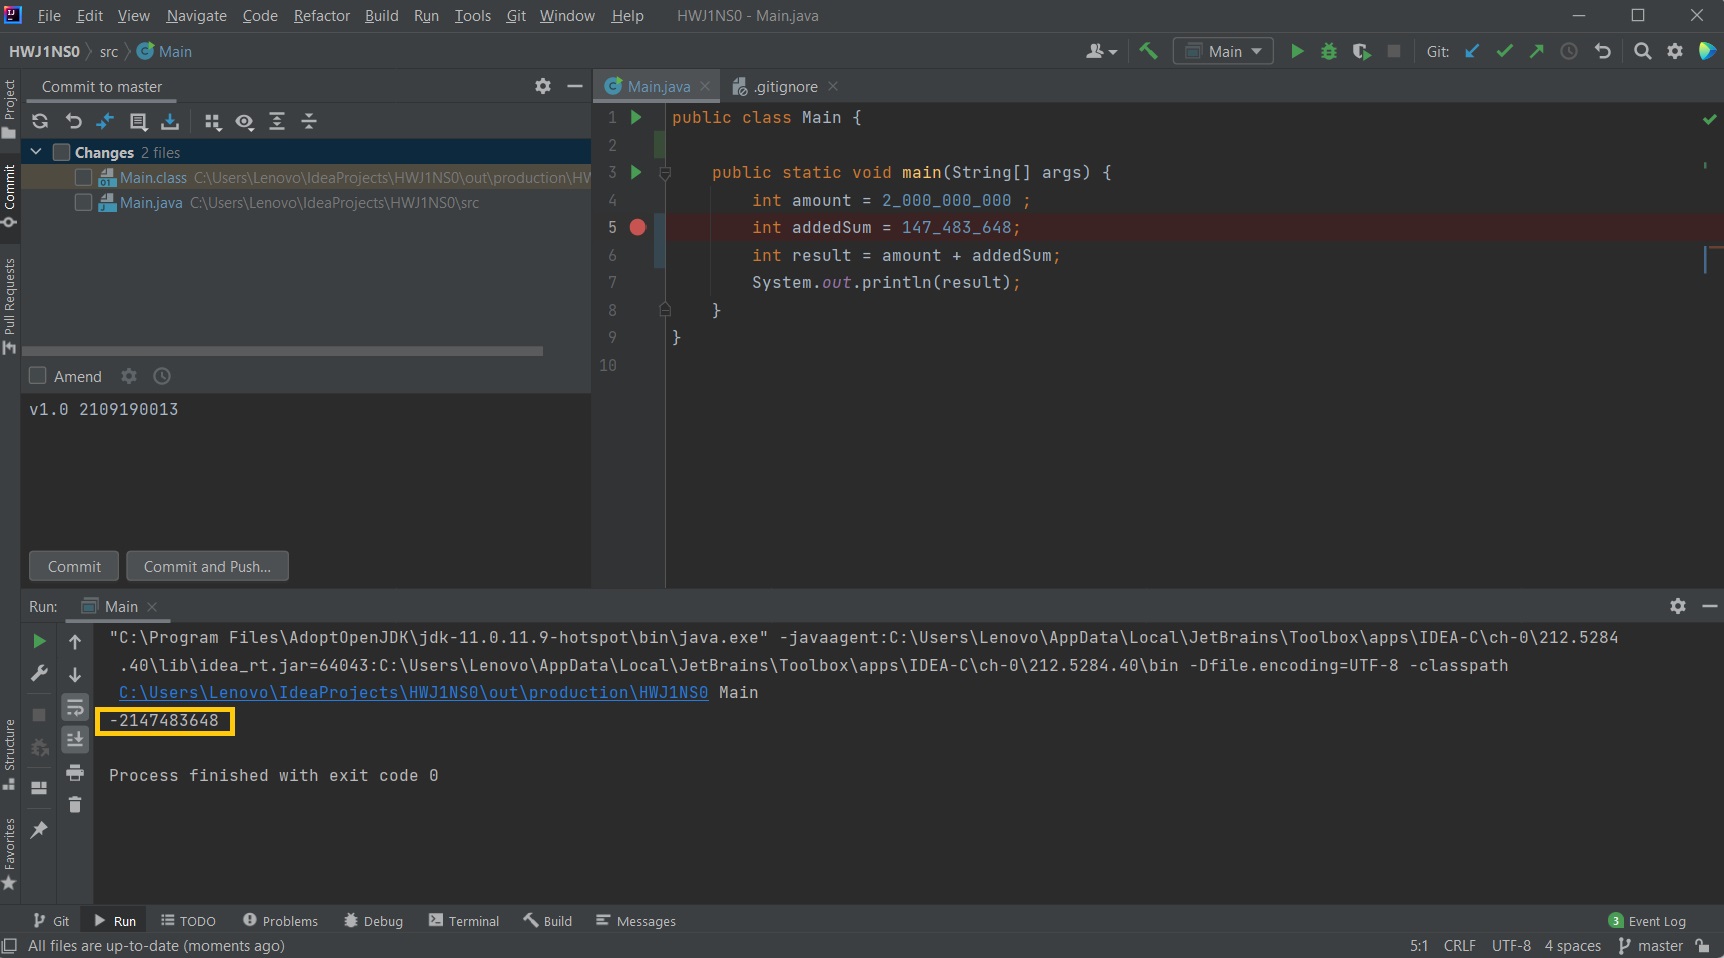 File Edit View Navigate Code Refactor Build Run Tools Git Window Help HWJ1NS0 - Main.java
HWJ1NS0 src Main
Main Git:
Project
Commit
Pull Requests
Structure
Favorites
Commit to master
Changes 2 files
Main.class C:\Users\Lenovo\IdeaProjects\HWJ1NS0\out\production\HW
Main.java C:\Users\Lenovo\IdeaProjects\HWJ1NS0\src
Amend
v1.0 2109190013
Commit Commit and Push...
Main.java .gitignore
1 public class Main {
2
3 public static void main(String[] args) {
4 int amount = 2_000_000_000 ;
5 int addedSum = 147_483_648;
6 int result = amount + addedSum;
7 System.out.println(result);
8 }
9 }
10
Run: Main
"C:\Program Files\AdoptOpenJDK\jdk-11.0.11.9-hotspot\bin\java.exe" -javaagent:C:\Users\Lenovo\AppData\Local\JetBrains\Toolbox\apps\IDEA-C\ch-0\212.5284
.40\lib\idea_rt.jar=64043:C:\Users\Lenovo\AppData\Local\JetBrains\Toolbox\apps\IDEA-C\ch-0\212.5284.40\bin -Dfile.encoding=UTF-8 -classpath
C:\Users\Lenovo\IdeaProjects\HWJ1NS0\out\production\HWJ1NS0 Main
-2147483648
Process finished with exit code 0
Git Run TODO Problems Debug Terminal Build Messages 3 Event Log
All files are up-to-date (moments ago) 5:1 CRLF UTF-8 4 spaces master